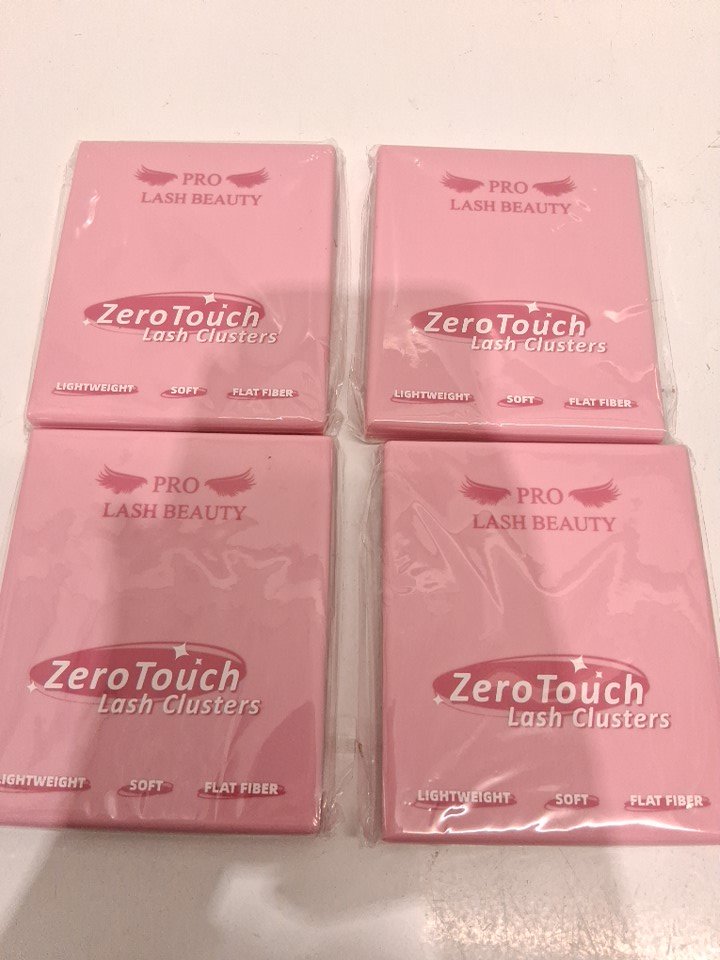 PRO
LASH BEAUTY
ZeroTouch
Lash Clusters
LIGHTWEIGHT SOFT FLAT FIBER
PRO
LASH BEAUTY
ZeroTouch
Lash Clusters
LIGHTWEIGHT SOFT FLAT FIBER
PRO
LASH BEAUTY
ZeroTouch
Lash Clusters
IGHTWEIGHT SOFT FLAT FIBER
PRO
LASH BEAUTY
ZeroTouch
Lash Clusters
LIGHTWEIGHT SOFT FLAT FIBER